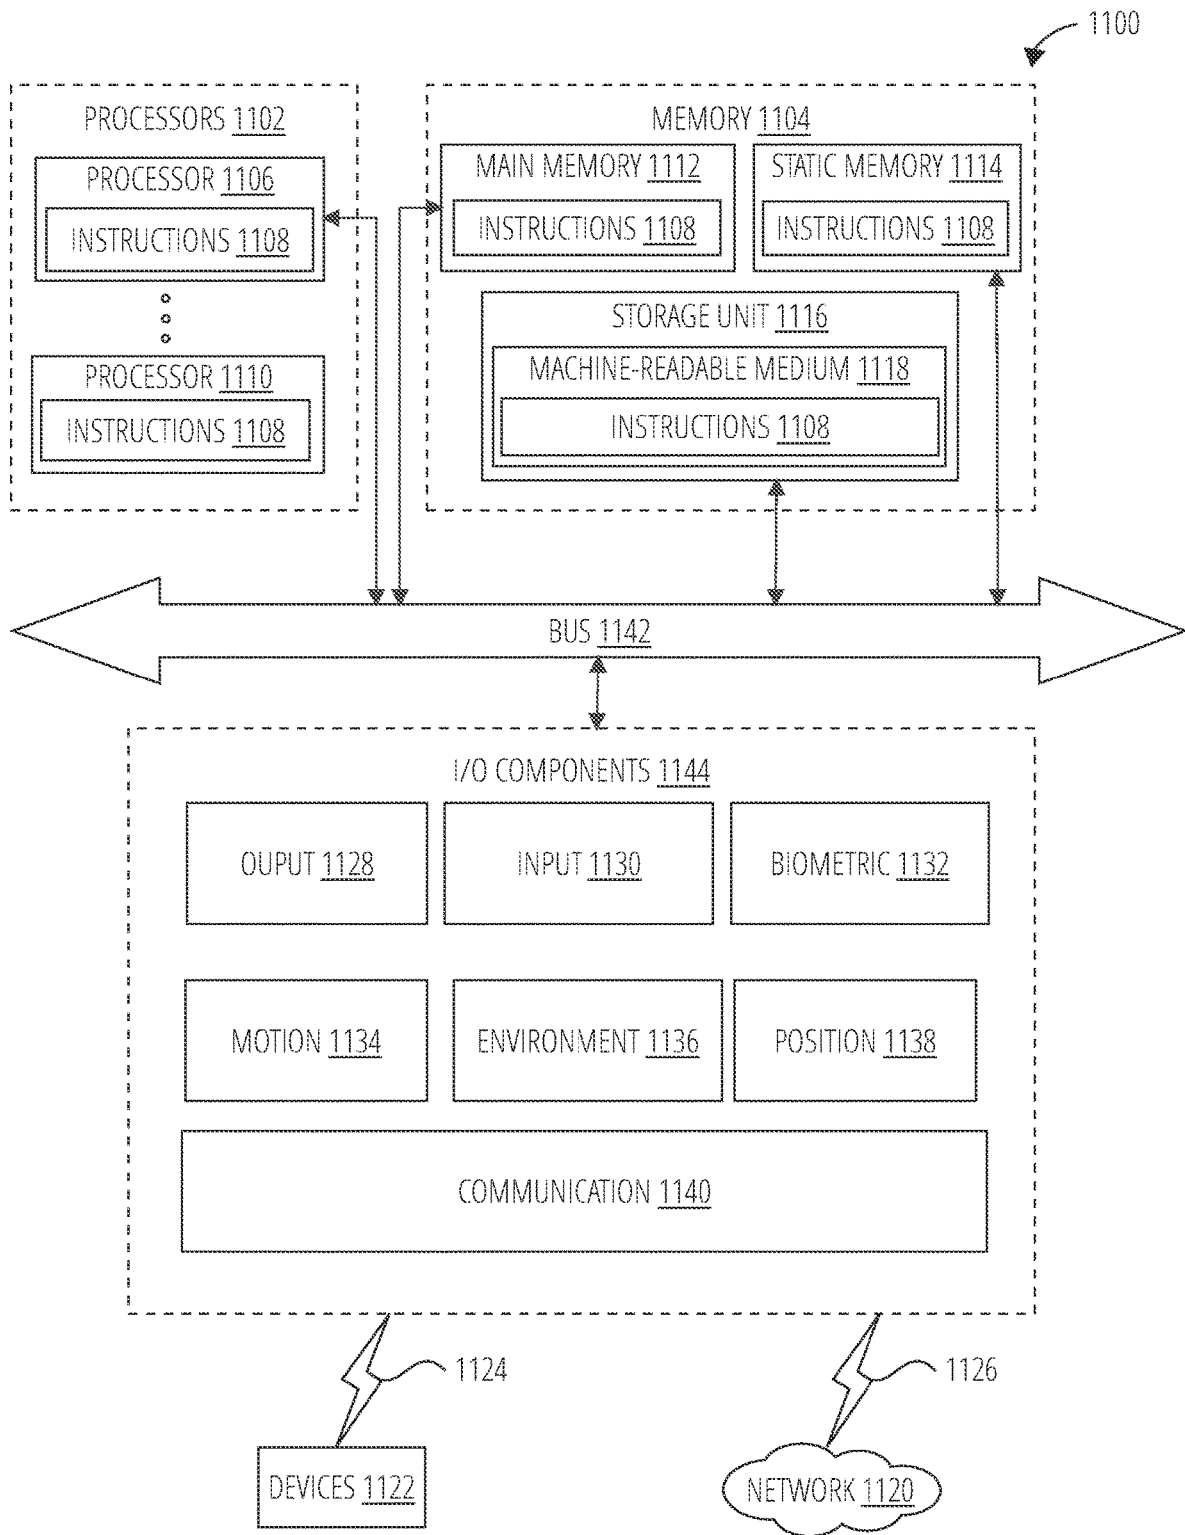 1100
PROCESSORS 1102
PROCESSOR 1106
INSTRUCTIONS 1108
PROCESSOR 1110
INSTRUCTIONS 1108
MEMORY 1104
MAIN MEMORY 1112
INSTRUCTIONS 1108
STATIC MEMORY 1114
INSTRUCTIONS 1108
STORAGE UNIT 1116
MACHINE-READABLE MEDIUM 1118
INSTRUCTIONS 1108
BUS 1142
I/O COMPONENTS 1144
OUPUT 1128
INPUT 1130
BIOMETRIC 1132
MOTION 1134
ENVIRONMENT 1136
POSITION 1138
COMMUNICATION 1140
1124
1126
DEVICES 1122
NETWORK 1120